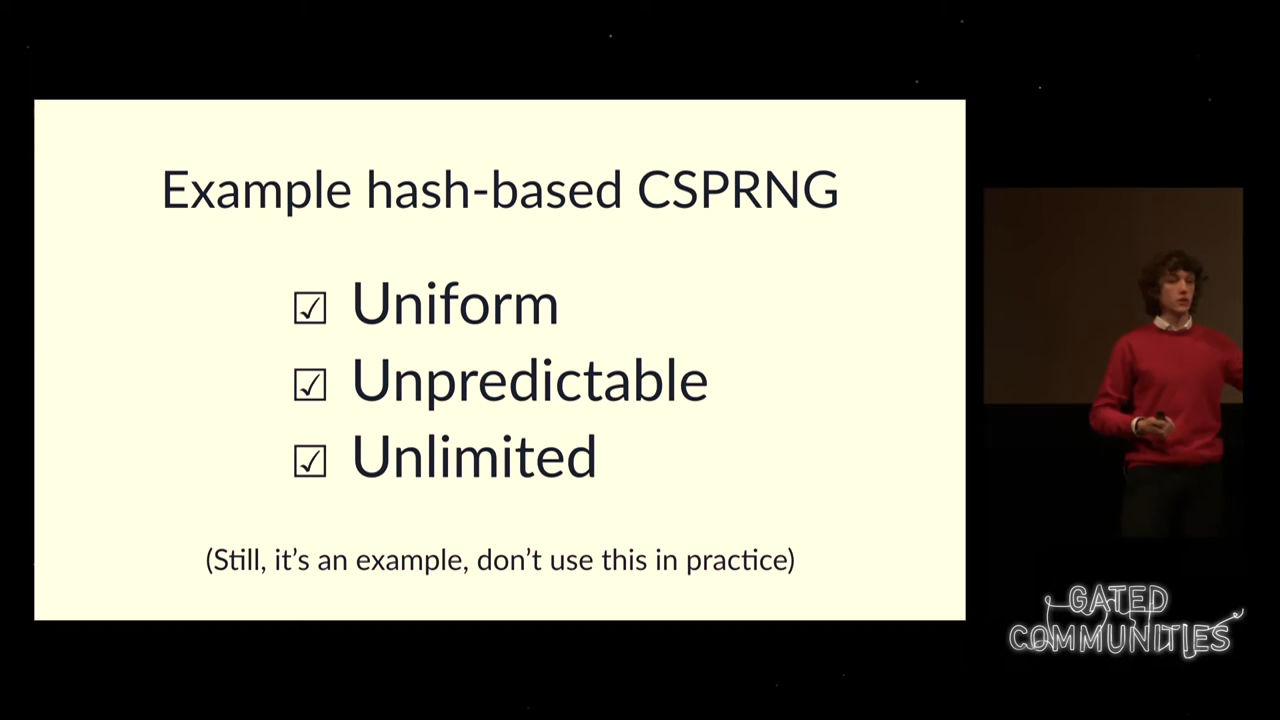 Example hash-based CSPRNG
☑ Uniform
☑ Unpredictable
☑ Unlimited
(Still, it’s an example, don’t use this in practice)
GATED
COMMUNITIES